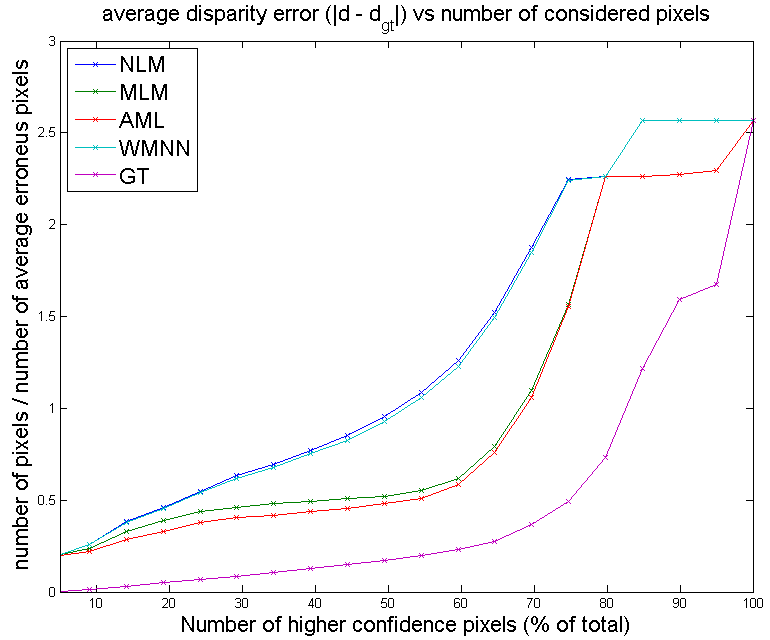 average disparity error (|d - dgt|) vs number of considered pixels
number of pixels / number of average erroneus pixels
3
2.5
2
1.5
1
0.5
0
NLM
MLM
AML
WMNN
GT
10 20 30 40 50 60 70 80 90 100
Number of higher confidence pixels (% of total)